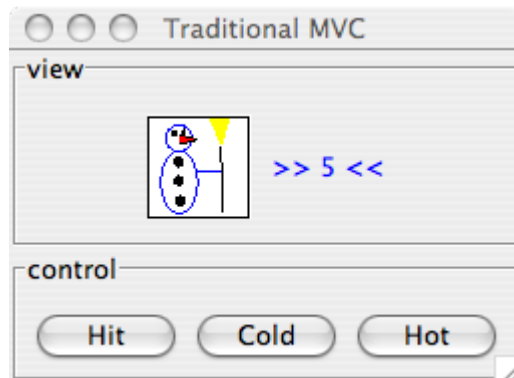 Traditional MVC
view
>> 5 <<
control
Hit Cold Hot